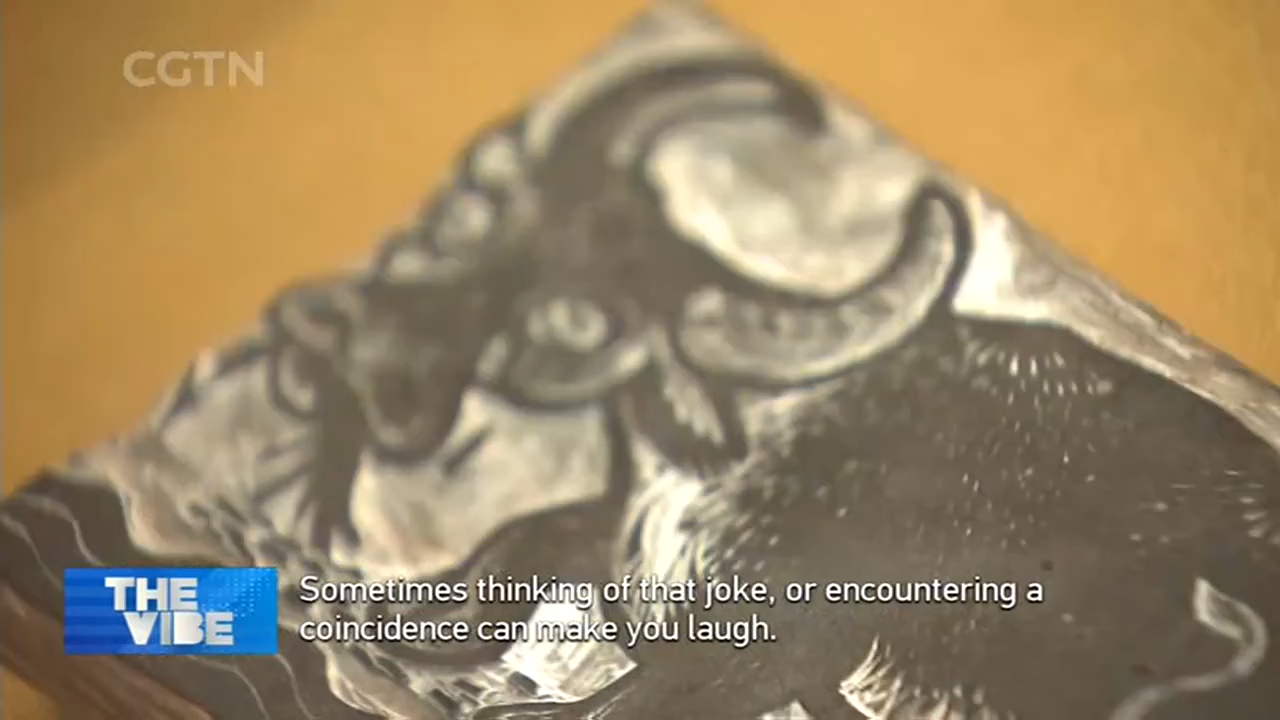 CGTN
THE
VIBE
Sometimes thinking of that joke, or encountering a
coincidence can make you laugh.